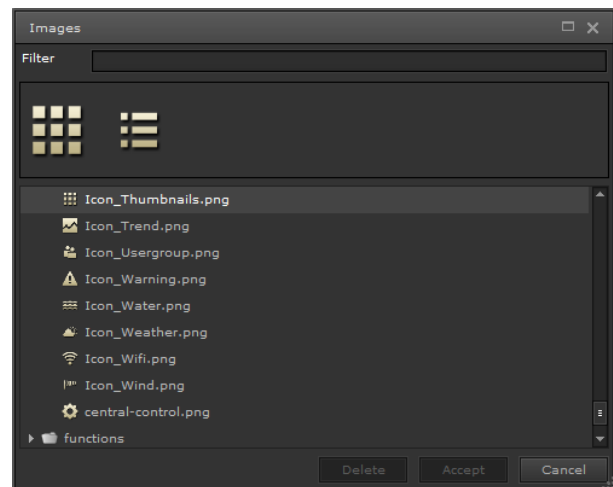 Images
Filter
Icon_Thumbnails.png
Icon_Trend.png
Icon_Usergroup.png
Icon_Warning.png
Icon_Water.png
Icon_Weather.png
Icon_Wifi.png
Icon_Wind.png
central-control.png
functions
Delete Accept Cancel